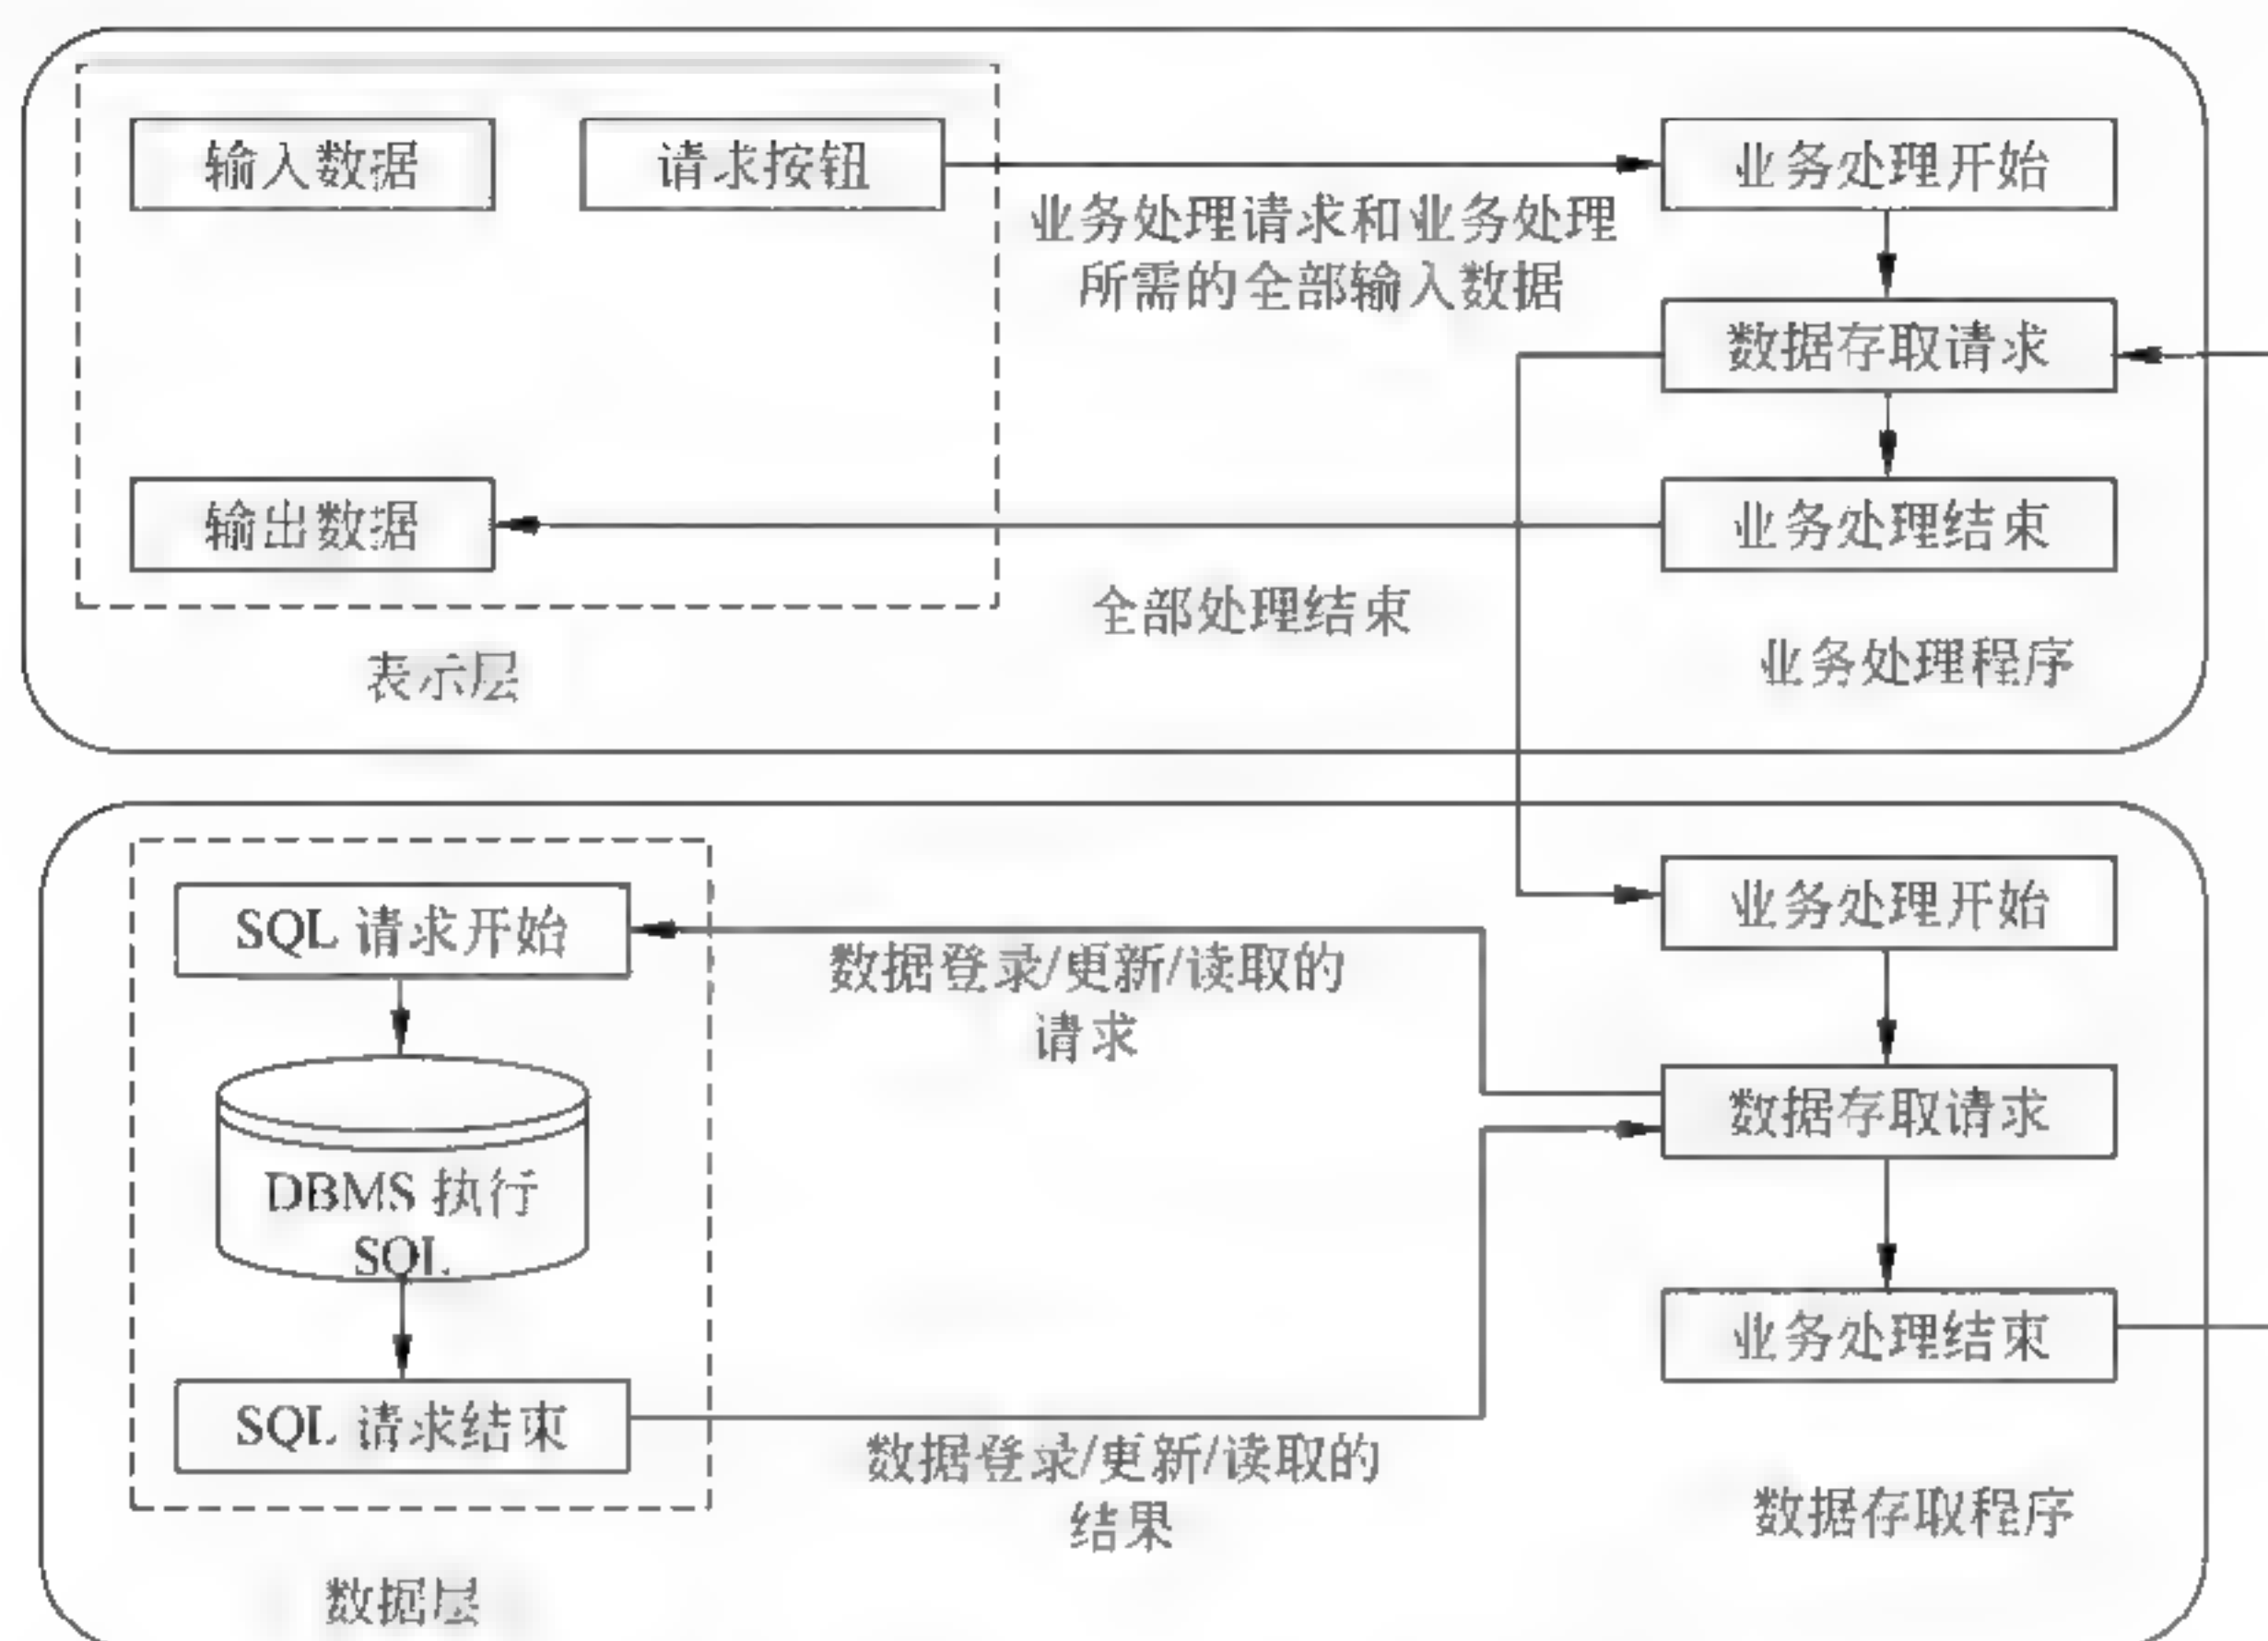 输入数据
请求按钮
业务处理开始
业务处理请求和业务处理
所需的全部输入数据
数据存取请求
输出数据
业务处理结束
全部处理结束
表示层
业务处理程序
SQL 请求开始
业务处理开始
数据登录/更新/读取的
请求
数据存取请求
DBMS 执行
SQL
业务处理结束
SQL 请求结束
数据登录/更新/读取的
结果
数据存取程序
数据层